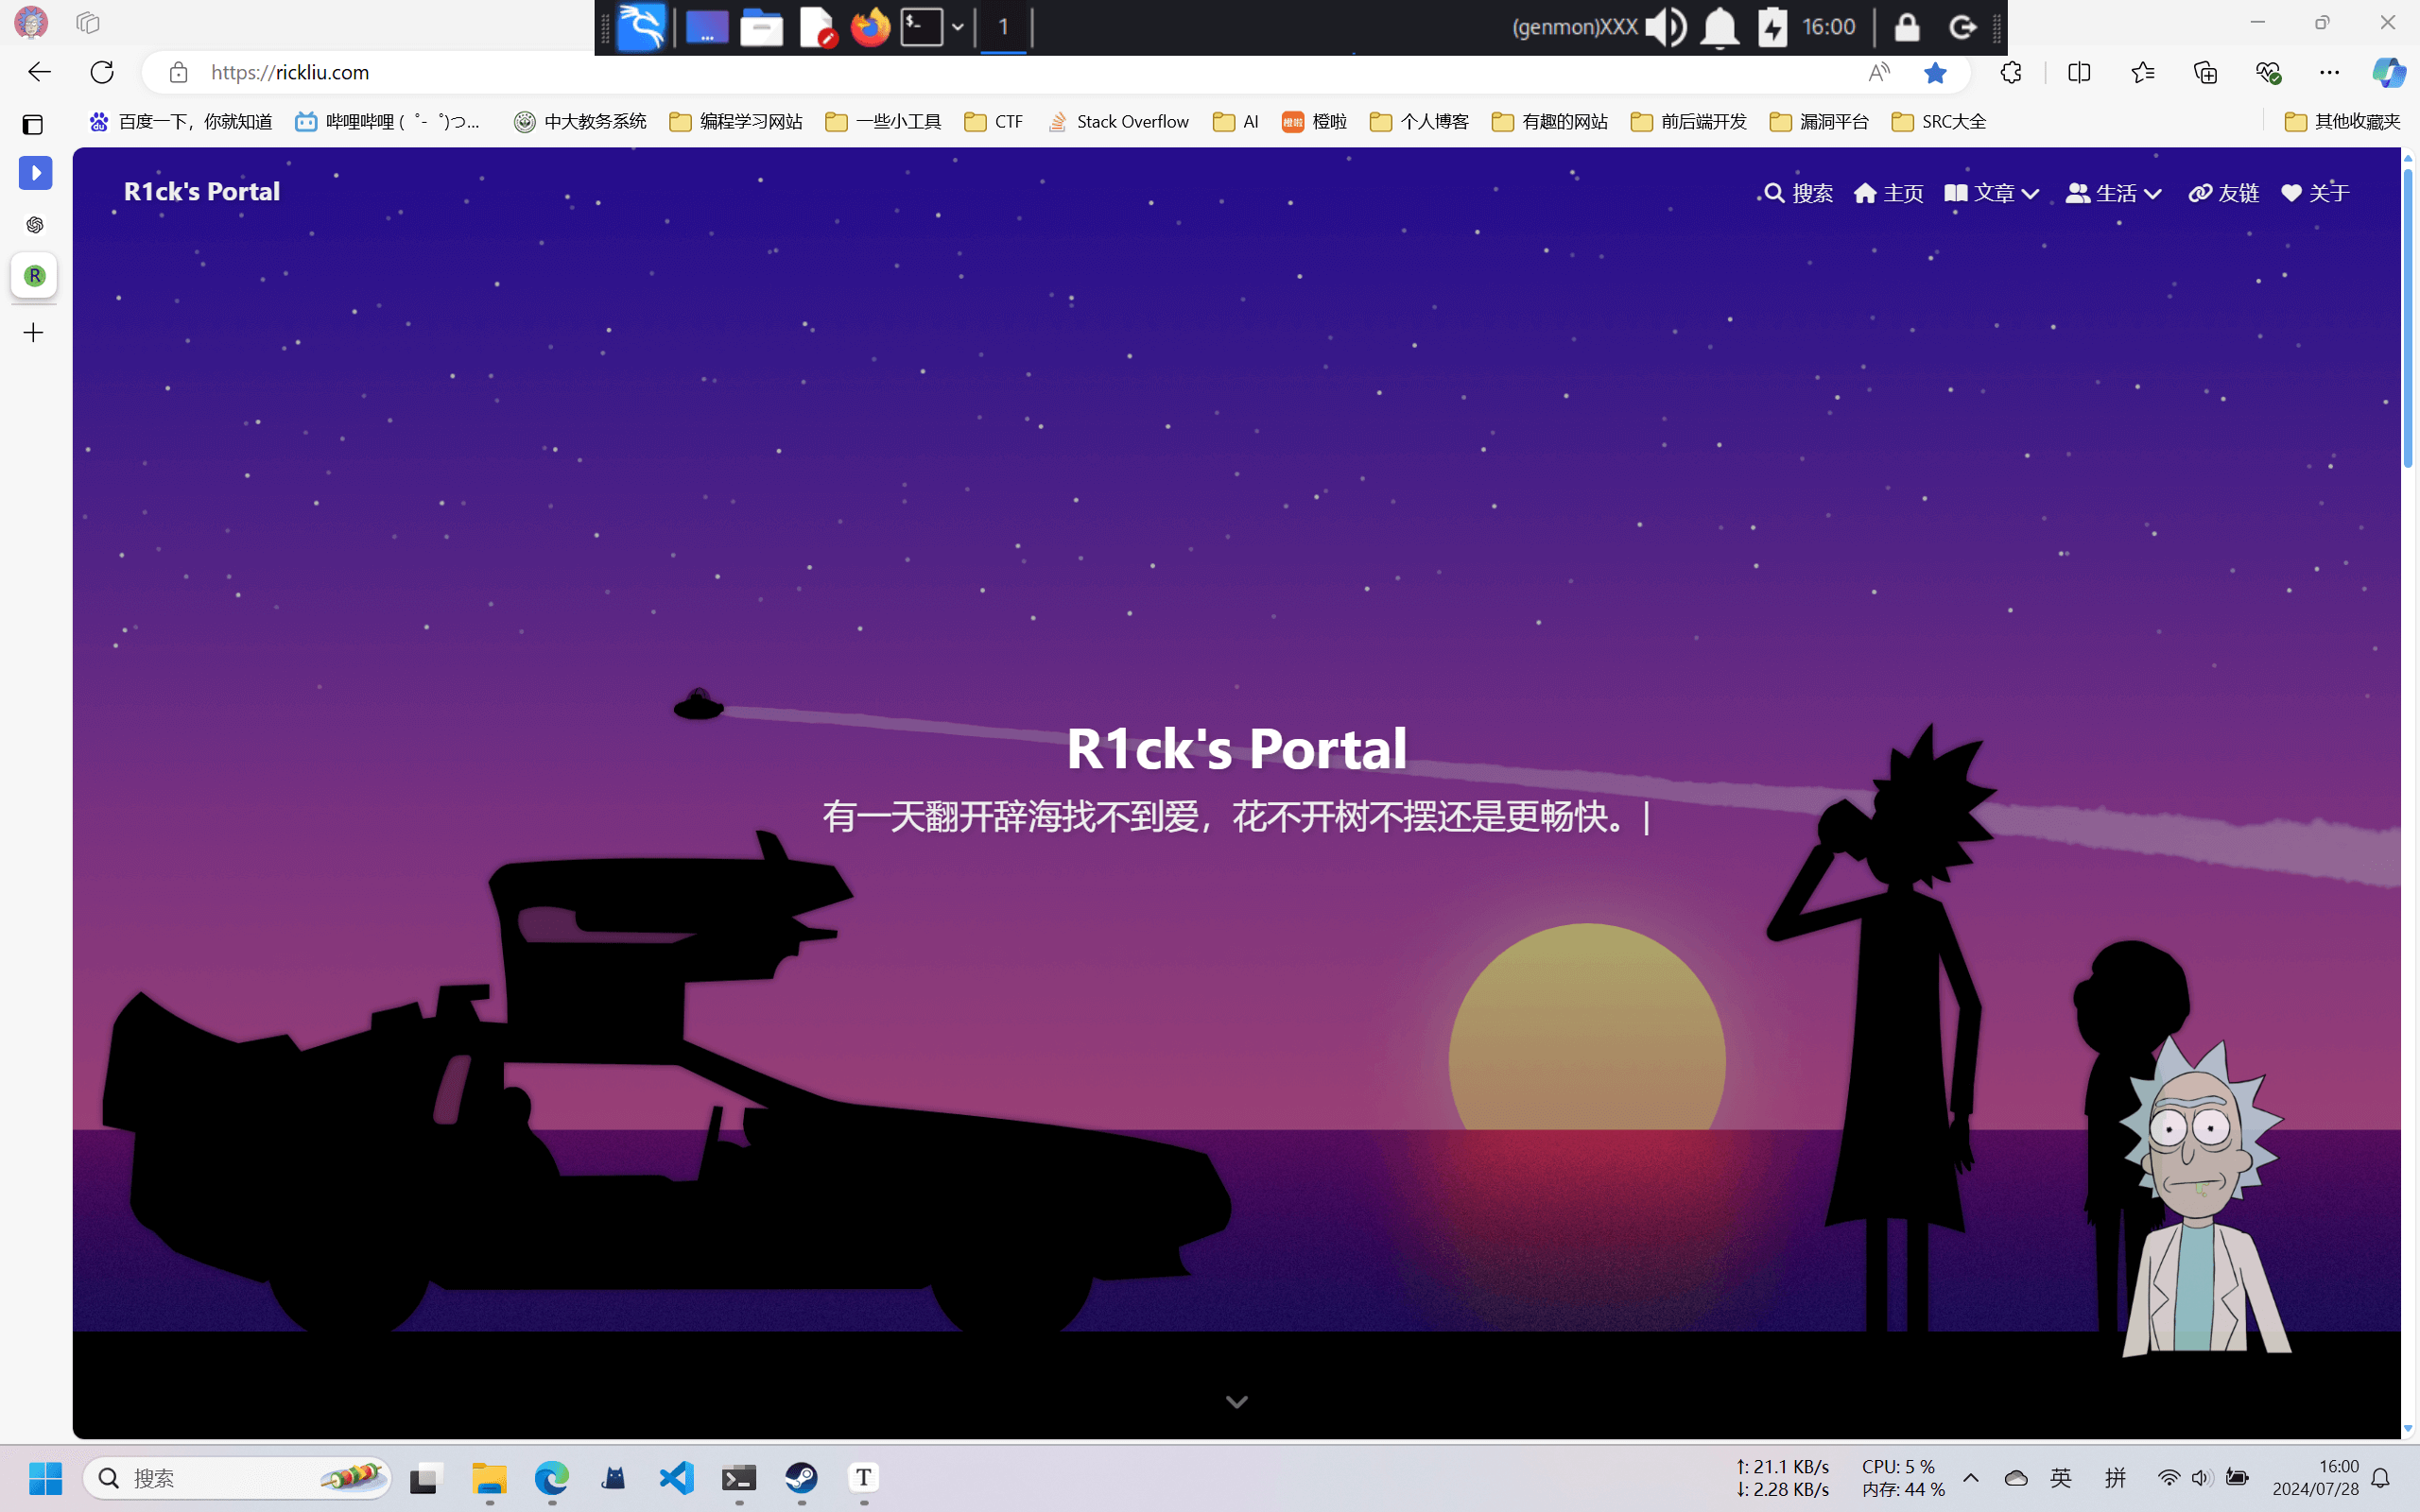 1
(genmon)XXX
16:00
https://rickliu.com
百度一下，你就知道
哔哩哔哩 ( ゜- ゜)つ...
中大教务系统
编程学习网站
一些小工具
CTF
Stack Overflow
AI
橙啦
个人博客
有趣的网站
前后端开发
漏洞平台
SRC大全
其他收藏夹
R1ck's Portal
搜索
主页
文章
生活
友链
关于
R1ck's Portal
有一天翻开辞海找不到爱，花不开树不摆还是更畅快。|
搜索
↑: 21.1 KB/s
↓: 2.28 KB/s
CPU: 5 %
内存: 44 %
英
拼
16:00
2024/07/28